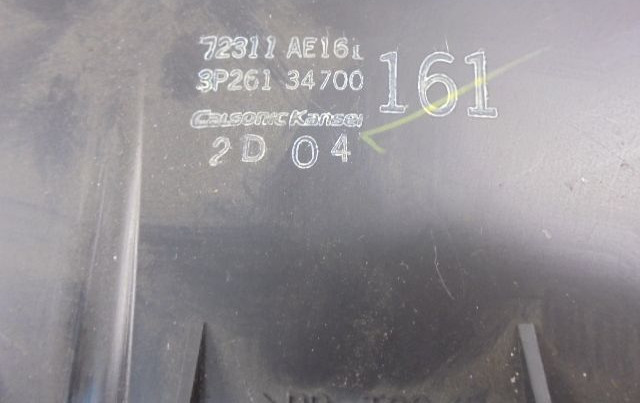 72311 AE161
3P261 34700
161
Calsonic Kansei
2D 04